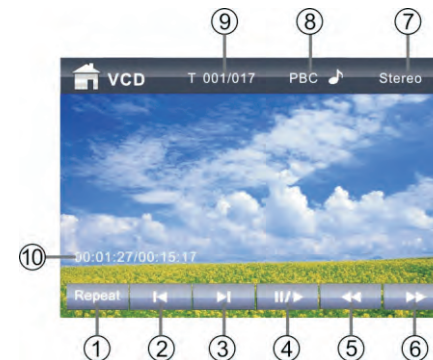 ⑨ ⑧ ⑦
VCD T 001/017 PBC Stereo
⑩ 00:01:27/00:15:17
Repeat
① ② ③ ④ ⑤ ⑥